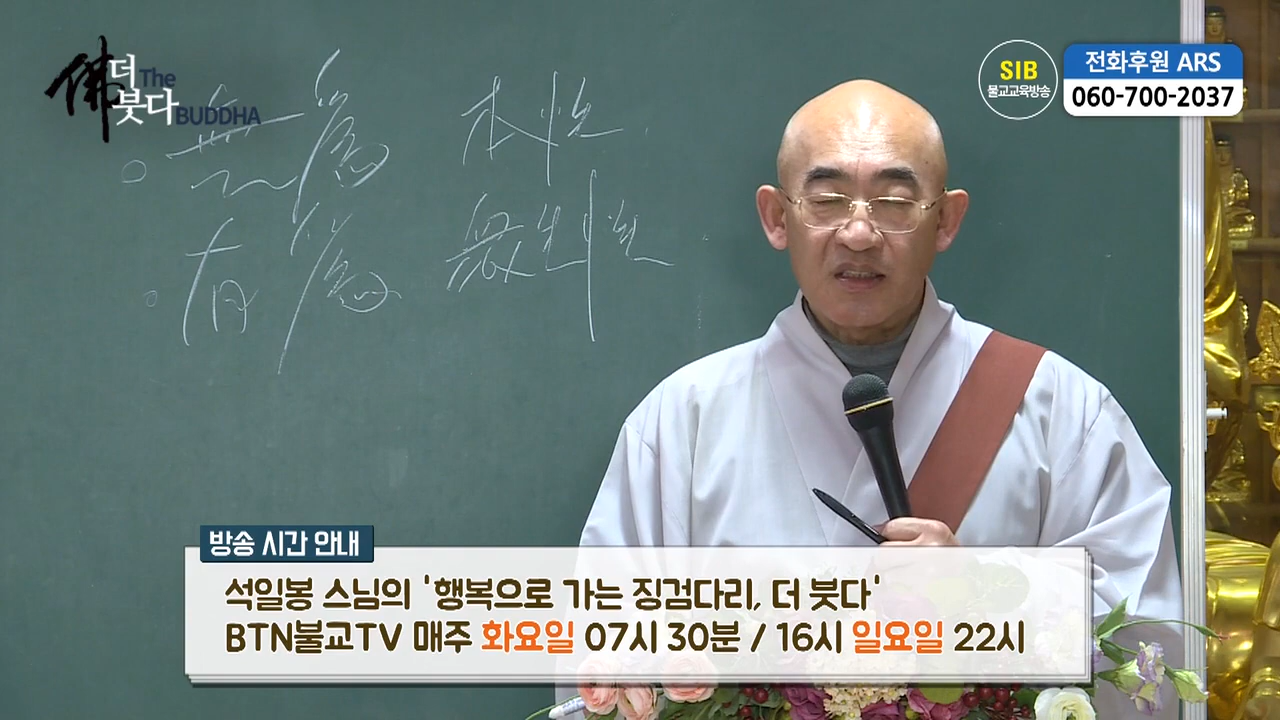 佛 더 붓다 The BUDDHA
SIB
불교교육방송
전화후원 ARS
060-700-2037
無為 本性
有為 衆生性
방송 시간 안내
석일봉 스님의 '행복으로 가는 징검다리, 더 붓다'
BTN불교TV 매주 화요일 07시 30분 / 16시 일요일 22시